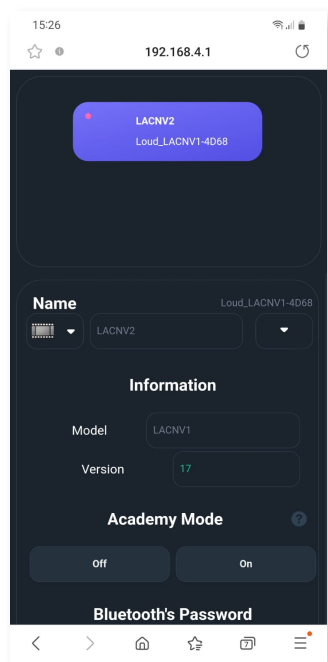 15:26
192.168.4.1
LACNV2
Loud_LACNV1-4D68
Name
Loud_LACNV1-4D68
LACNV2
Information
Model
LACNV1
Version
17
Academy Mode
?
Off
On
Bluetooth's Password
7